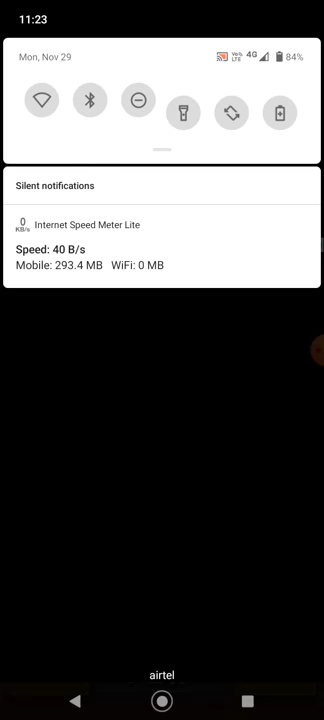 11:23
Mon, Nov 29
Vo LTE
4G
84%
Silent notifications
0 KB/s
Internet Speed Meter Lite
Speed: 40 B/s
Mobile: 293.4 MB WiFi: 0 MB
airtel